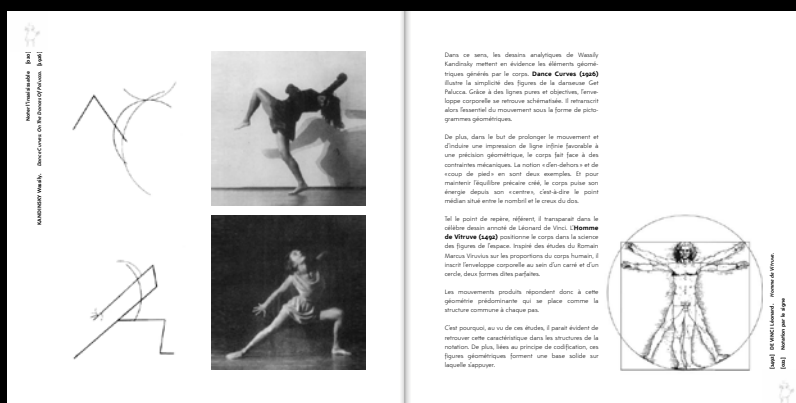 Noter l'insaisissable [020]
KANDINSKY Wassily. Dance Curves: On The Dances Of Palucca. [1926]
Dans ce sens, les dessins analytiques de Wassily
Kandinsky mettent en évidence les éléments géomé-
triques générés par le corps. Dance Curves (1926)
illustre la simplicité des figures de la danseuse Get
Palucca. Grâce à des lignes pures et objectives, l'enve-
loppe corporelle se retrouve schématisée. Il retranscrit
alors l'essentiel du mouvement sous la forme de picto-
grammes géométriques.
De plus, dans le but de prolonger le mouvement et
d'induire une impression de ligne infinie favorable à
une précision géométrique, le corps fait face à des
contraintes mécaniques. La notion «d'en-dehors» et de
«coup de pied» en sont deux exemples. Et pour
maintenir l'équilibre précaire créé, le corps puise son
énergie depuis son «centre», c'est-à-dire le point
médian situé entre le nombril et le creux du dos.
Tel le point de repère, référent, il transparait dans le
célèbre dessin annoté de Léonard de Vinci. L'Homme
de Vitruve (1492) positionne le corps dans la science
des figures de l'espace. Inspiré des études du Romain
Marcus Viruvius sur les proportions du corps humain, il
inscrit l'enveloppe corporelle au sein d'un carré et d'un
cercle, deux formes dites parfaites.
Les mouvements produits répondent donc à cette
géométrie prédominante qui se place comme la
structure commune à chaque pas.
C'est pourquoi, au vu de ces études, il parait évident de
retrouver cette caractéristique dans les structures de la
notation. De plus, liées au principe de codification, ces
figures géométriques forment une base solide sur
laquelle s'appuyer.
[1492] DE VINCI Léonard. Homme de Vitruve.
[021] Notation par le signe